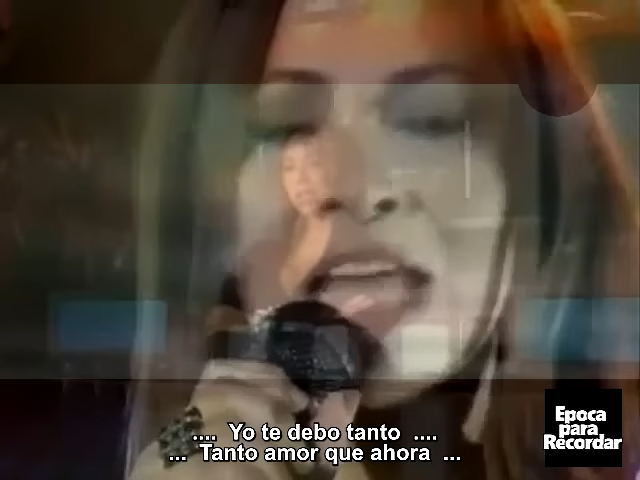 .... Yo te debo tanto ....
... Tanto amor que ahora ...
Epoca
para
Recordar